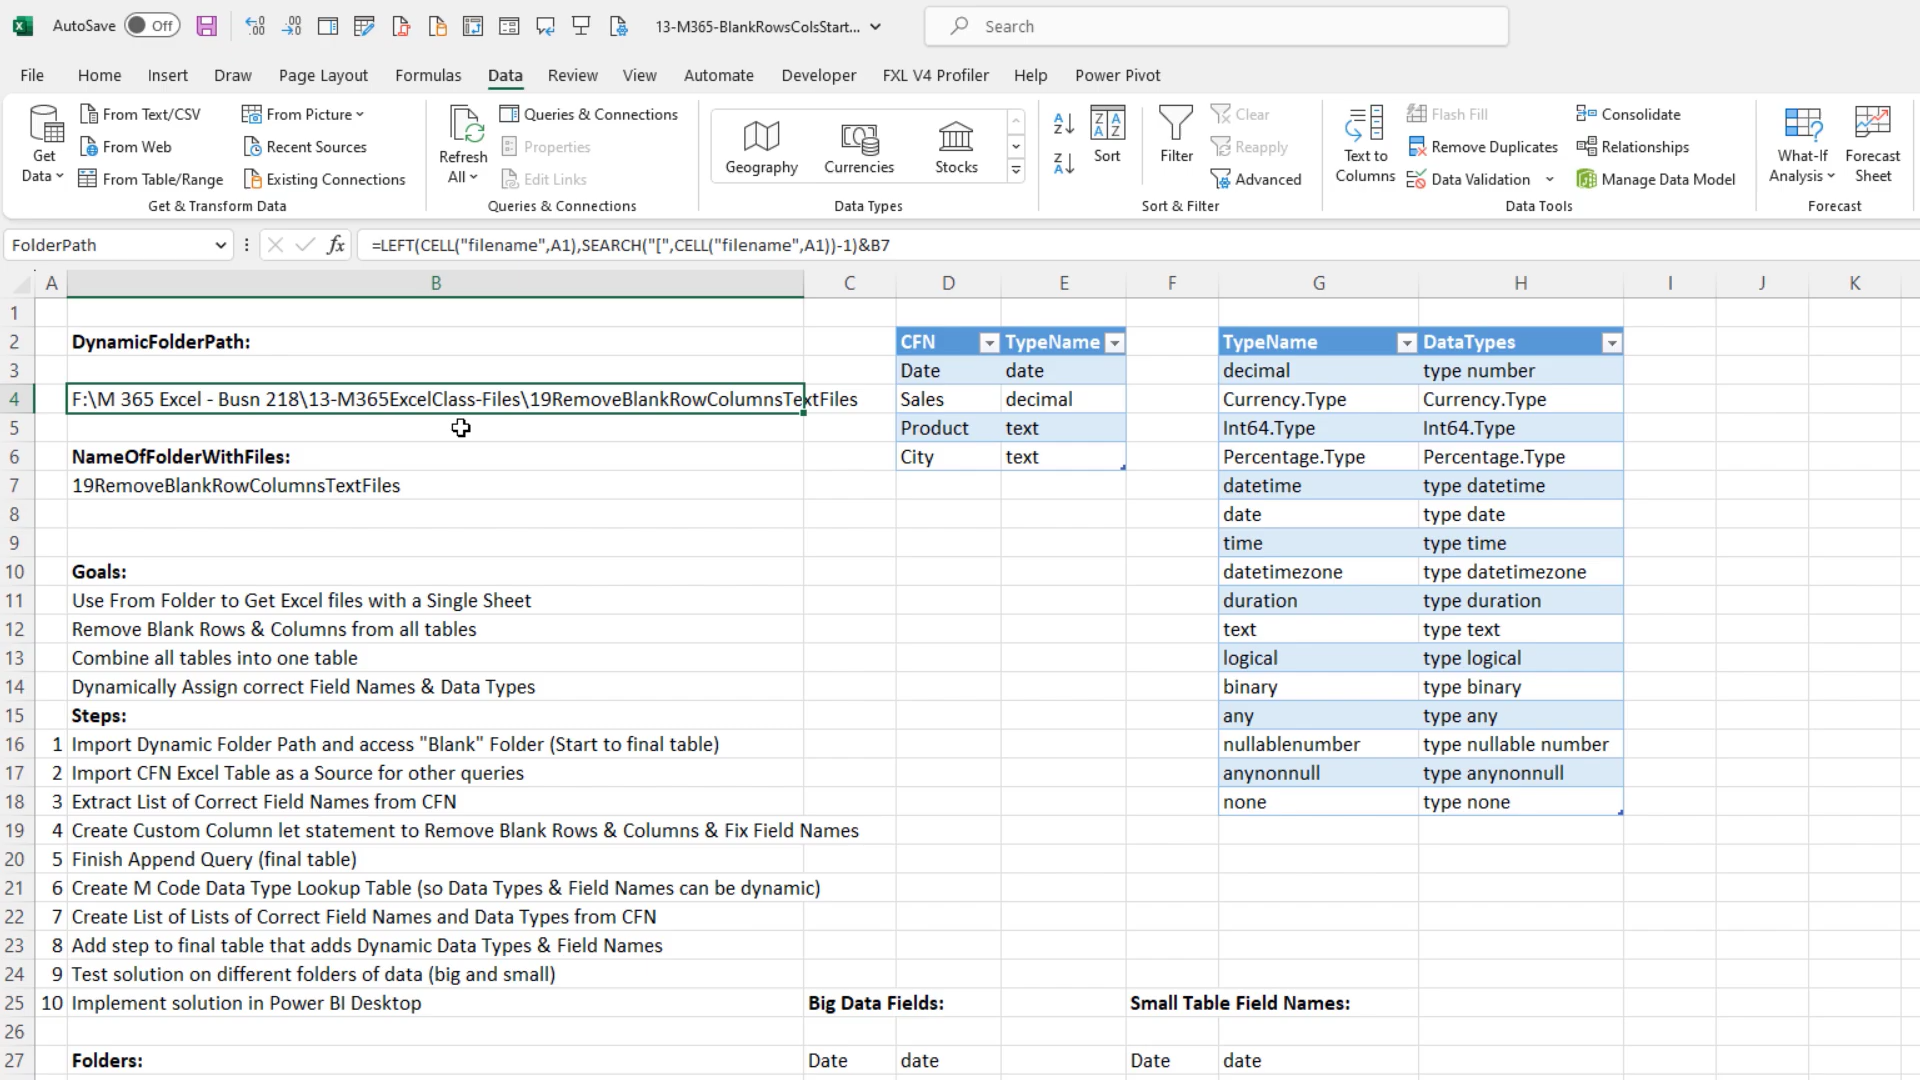 AutoSave Off 13-M365-BlankRowsColsStart... Search
File Home Insert Draw Page Layout Formulas Data Review View Automate Developer FXL V4 Profiler Help Power Pivot
Get Data
From Text/CSV
From Web
From Table/Range
From Picture
Recent Sources
Existing Connections
Get & Transform Data
Refresh All
Queries & Connections
Properties
Edit Links
Queries & Connections
Geography Currencies Stocks
Data Types
Sort
Filter
Clear
Reapply
Advanced
Sort & Filter
Text to Columns
Flash Fill
Remove Duplicates
Data Validation
Consolidate
Relationships
Manage Data Model
Data Tools
What-If Analysis
Forecast Sheet
Forecast
FolderPath fx =LEFT(CELL("filename",A1),SEARCH("[",CELL("filename",A1))-1)&B7
A B C D E F G H I J K
1
2 DynamicFolderPath: CFN TypeName TypeName DataTypes
3 Date date decimal type number
4 F:\M 365 Excel - Busn 218\13-M365ExcelClass-Files\19RemoveBlankRowColumnsTextFiles Sales decimal Currency.Type Currency.Type
5 Product text Int64.Type Int64.Type
6 NameOfFolderWithFiles: City text Percentage.Type Percentage.Type
7 19RemoveBlankRowColumnsTextFiles datetime type datetime
8 date type date
9 time type time
10 Goals: datetimezone type datetimezone
11 Use From Folder to Get Excel files with a Single Sheet duration type duration
12 Remove Blank Rows & Columns from all tables text type text
13 Combine all tables into one table logical type logical
14 Dynamically Assign correct Field Names & Data Types binary type binary
15 Steps: any type any
16 1 Import Dynamic Folder Path and access "Blank" Folder (Start to final table) nullablenumber type nullable number
17 2 Import CFN Excel Table as a Source for other queries anynonnull type anynonnull
18 3 Extract List of Correct Field Names from CFN none type none
19 4 Create Custom Column let statement to Remove Blank Rows & Columns & Fix Field Names
20 5 Finish Append Query (final table)
21 6 Create M Code Data Type Lookup Table (so Data Types & Field Names can be dynamic)
22 7 Create List of Lists of Correct Field Names and Data Types from CFN
23 8 Add step to final table that adds Dynamic Data Types & Field Names
24 9 Test solution on different folders of data (big and small)
25 10 Implement solution in Power BI Desktop Big Data Fields: Small Table Field Names:
26
27 Folders: Date date Date date